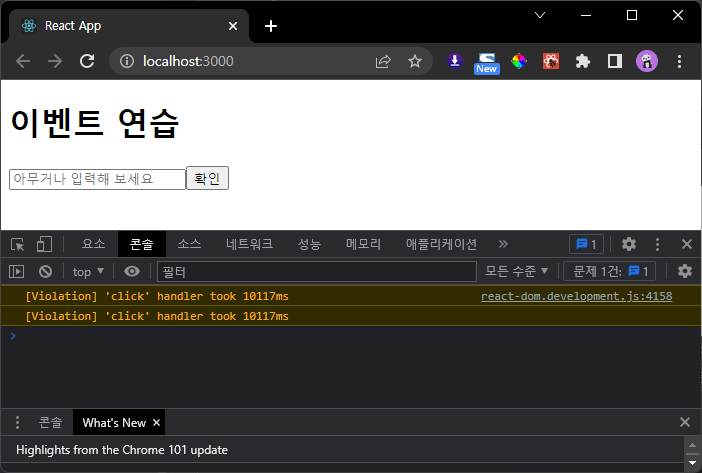 React App
localhost:3000
New
이벤트 연습
아무거나 입력해 보세요 확인
요소 콘솔 소스 네트워크 성능 메모리 애플리케이션 » 1
top 필터 모든 수준 문제 1건: 1
[Violation] 'click' handler took 10117ms react-dom.development.js:4158
[Violation] 'click' handler took 10117ms
콘솔 What's New
Highlights from the Chrome 101 update